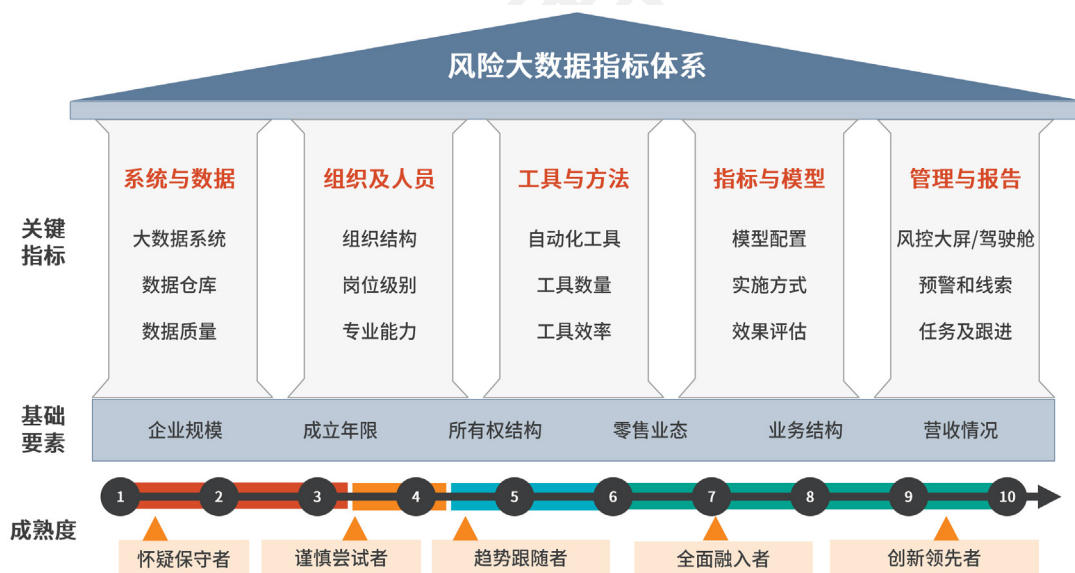 风险大数据指标体系
系统与数据
组织及人员
工具与方法
指标与模型
管理与报告
关键
指标
大数据系统
组织结构
自动化工具
模型配置
风控大屏/驾驶舱
数据仓库
岗位级别
工具数量
实施方式
预警和线索
数据质量
专业能力
工具效率
效果评估
任务及跟进
基础
要素
企业规模
成立年限
所有权结构
零售业态
业务结构
营收情况
成熟度
1
2
3
4
5
6
7
8
9
10
怀疑保守者
谨慎尝试者
趋势跟随者
全面融入者
创新领先者